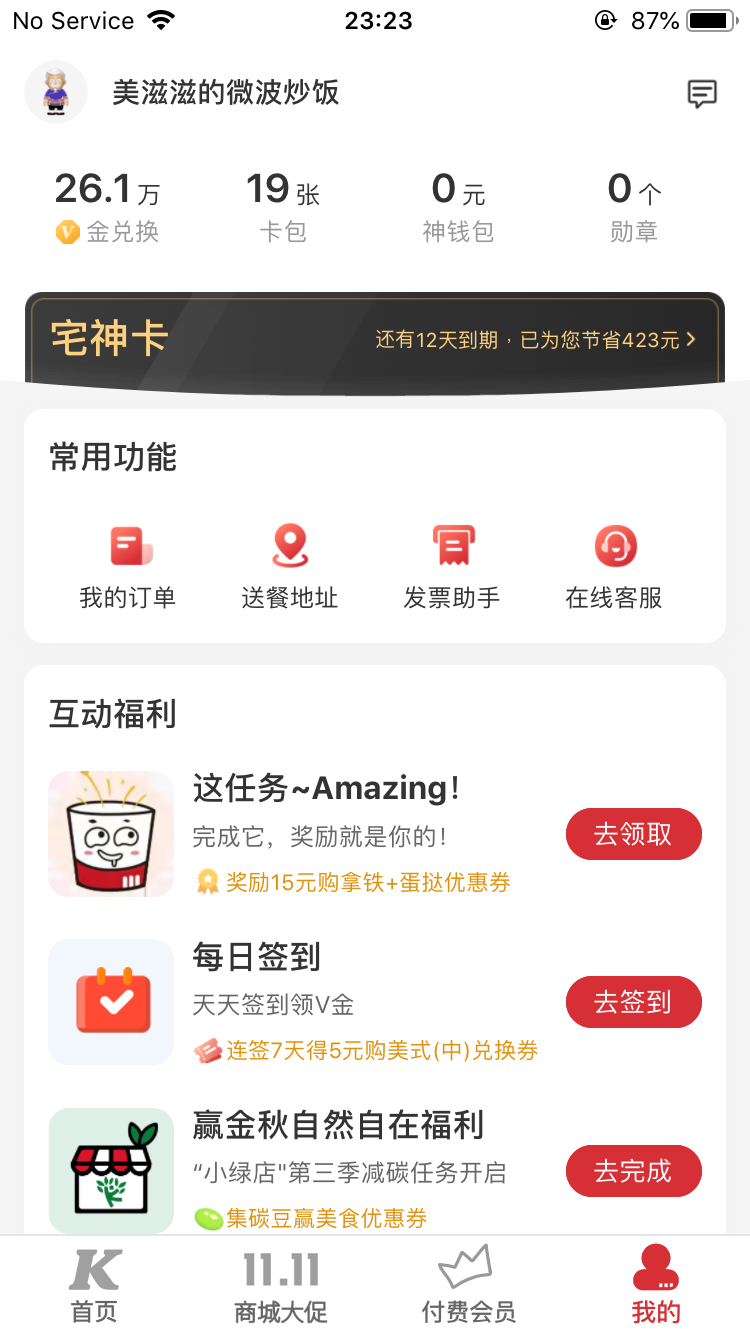 No Service 23:23 87%
美滋滋的微波炒饭
26.1万 19张 0元 0个
V金兑换 卡包 神钱包 勋章
宅神卡 还有12天到期，已为您节省423元
常用功能
我的订单 送餐地址 发票助手 在线客服
互动福利
这任务~Amazing！
完成它，奖励就是你的！
去领取
奖励15元购拿铁+蛋挞优惠券
每日签到
天天签到领V金
去签到
连签7天得5元购美式(中)兑换券
赢金秋自然自在福利
“小绿店"第三季减碳任务开启
去完成
集碳豆赢美食优惠券
K 11.11
首页 商城大促 付费会员 我的